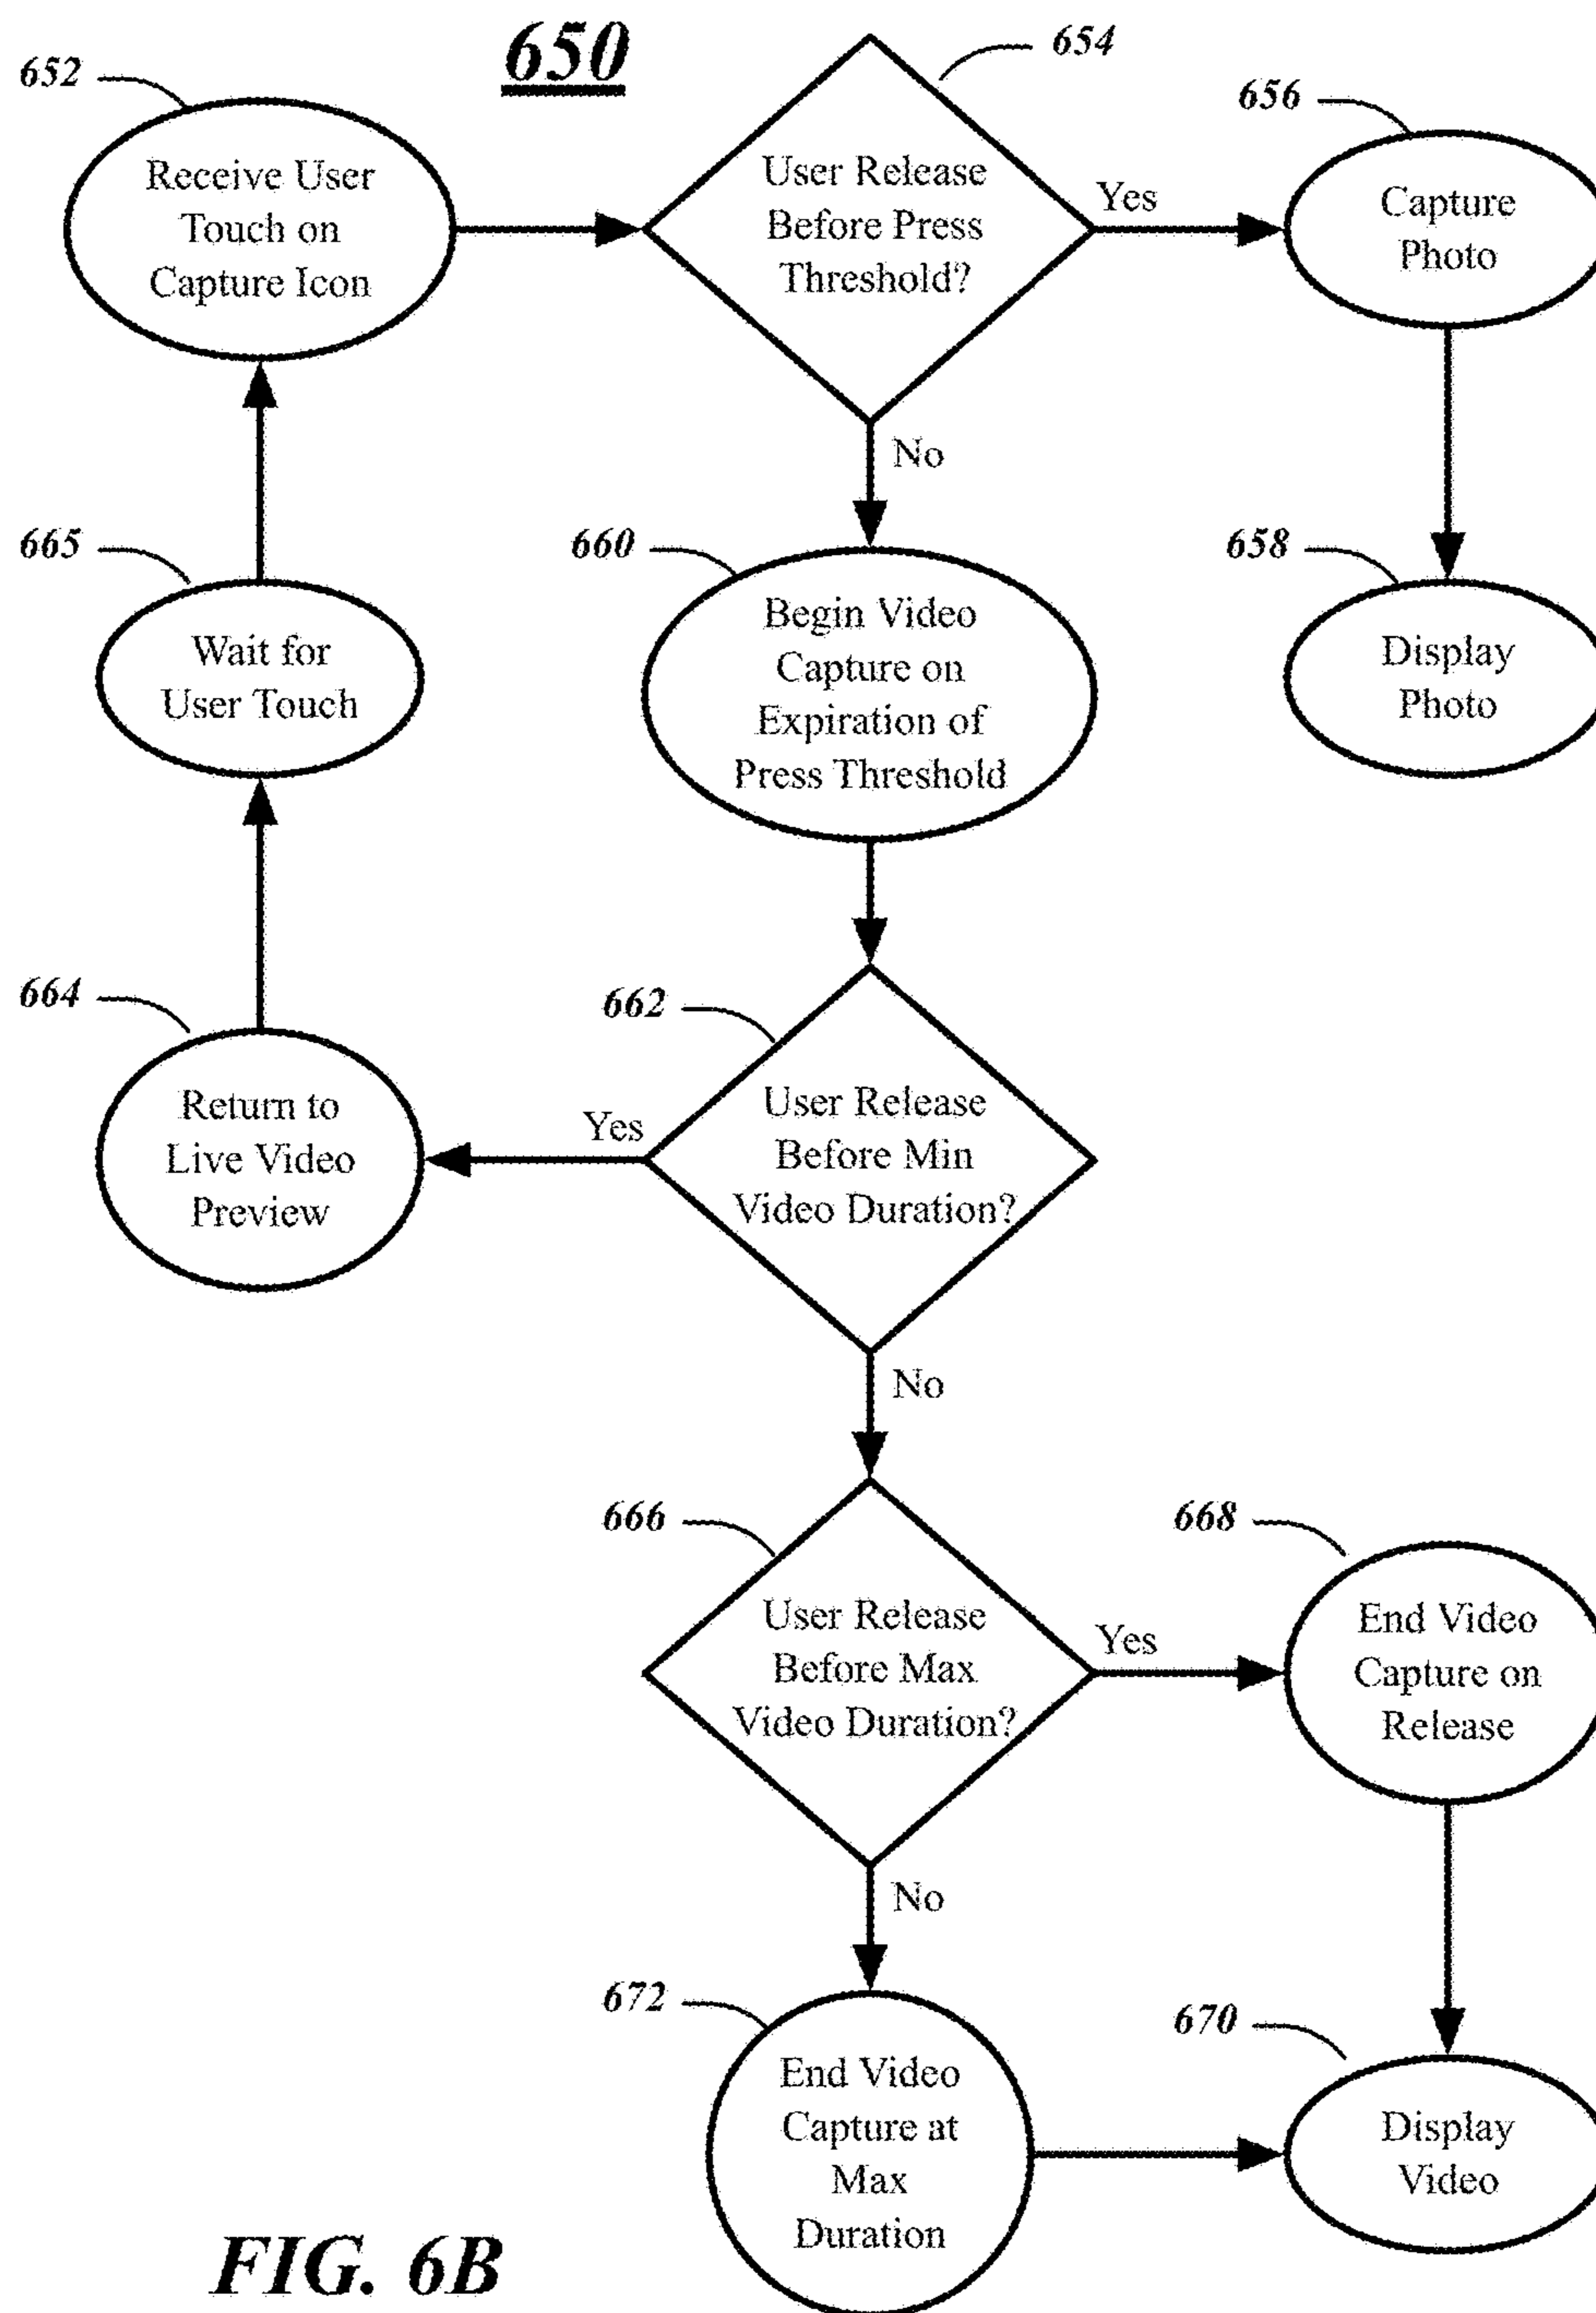 650
652
Receive User
Touch on
Capture Icon
654
User Release
Before Press
Threshold?
Yes
656
Capture
Photo
No
665
Wait for
User Touch
660
Begin Video
Capture on
Expiration of
Press Threshold
658
Display
Photo
664
Return to
Live Video
Preview
Yes
662
User Release
Before Min
Video Duration?
No
666
User Release
Before Max
Video Duration?
Yes
668
End Video
Capture on
Release
No
672
End Video
Capture at
Max
Duration
670
Display
Video
FIG. 6B